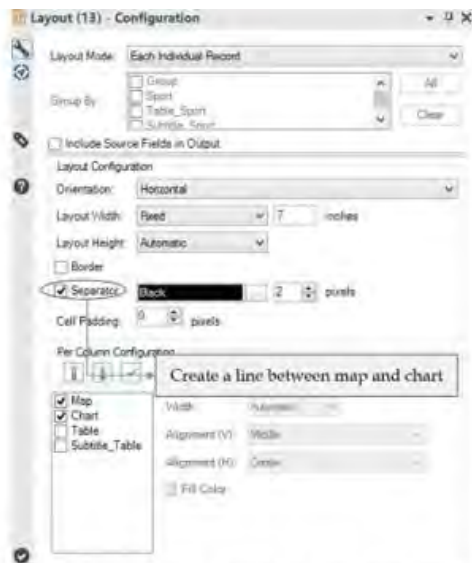 Layout (13) - Configuration
Layout Mode: Each Individual Record
Group By:
Group
Sport
Table_Sport
Subtitle_Sport
All
Clear
Include Source Fields in Output
Layout Configuration
Orientation: Horizontal
Layout Width: Fixed 7 inches
Layout Height: Automatic
Border
Separator Black 2 pixels
Cell Padding: 0 pixels
Per Column Configuration
Create a line between map and chart
Map
Chart
Table
Subtitle_Table
Width: Automatic
Alignment (V): Middle
Alignment (H): Center
Fill Color